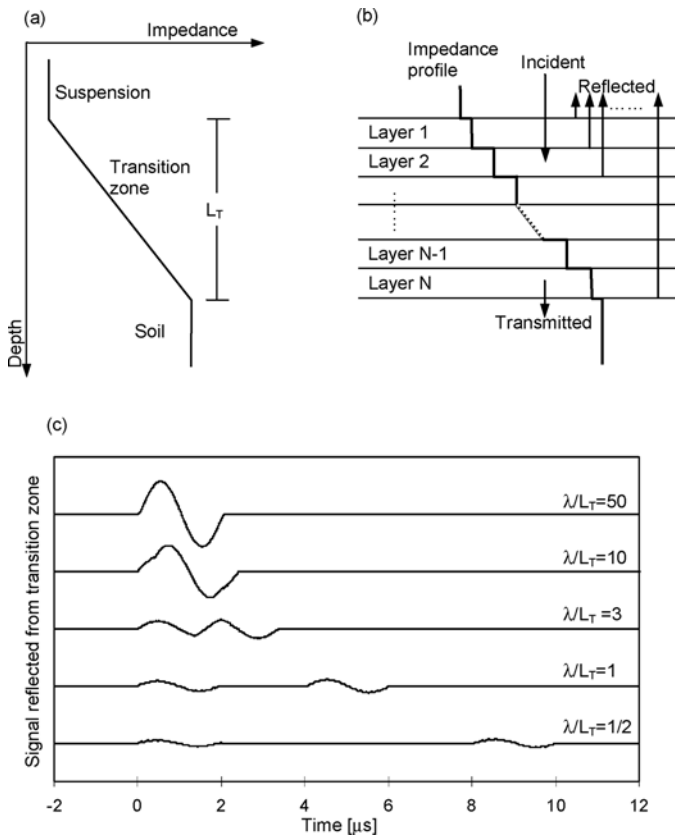 (a)
Impedance
Suspension
Transition
zone
L_T
Soil
Depth
(b)
Impedance
profile
Incident
Reflected
......
Layer 1
Layer 2
Layer N-1
Layer N
Transmitted
(c)
Signal reflected from transition zone
λ/L_T=50
λ/L_T=10
λ/L_T =3
λ/L_T=1
λ/L_T=1/2
-2 0 2 4 6 8 10 12
Time [μs]